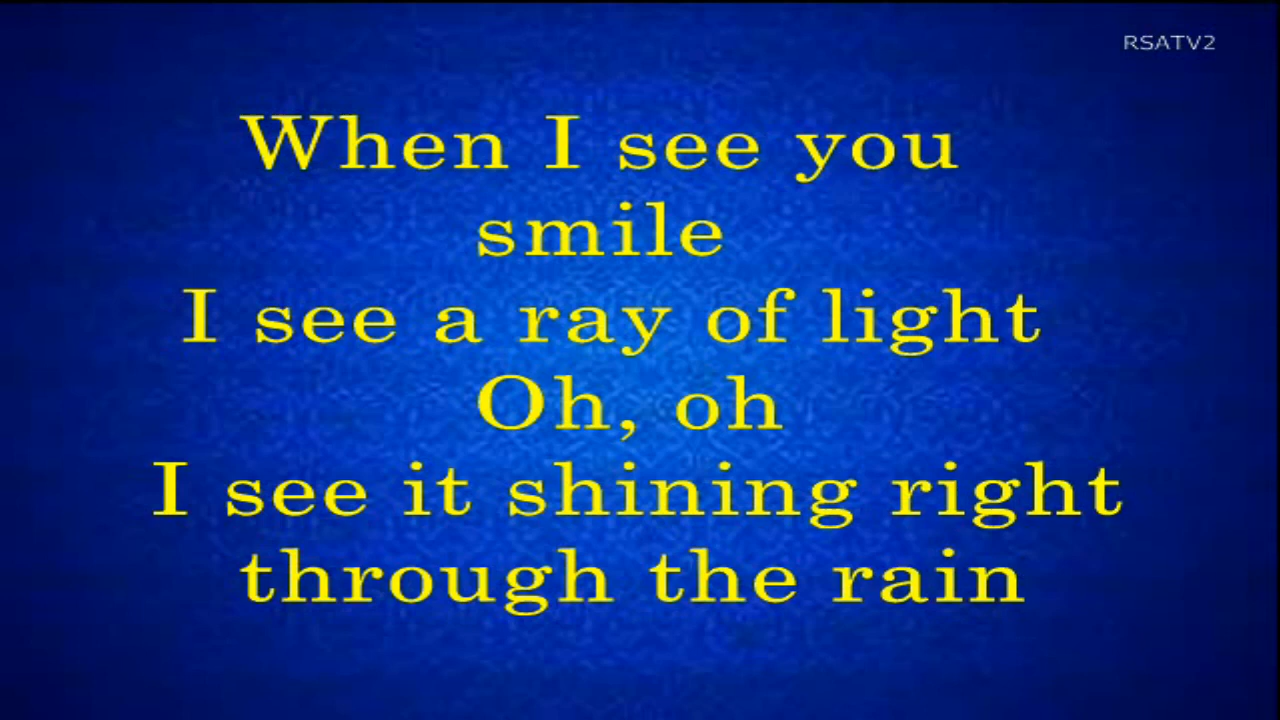 RSATV2
When I see you
smile
I see a ray of light
Oh, oh
I see it shining right
through the rain